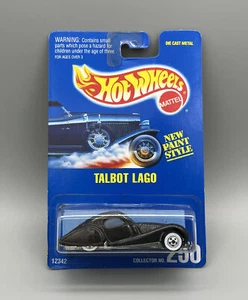 WARNING: Contains small
parts which pose a hazard for
children under the age of three
FOR AGES OVER 3
DIE CAST METAL
Hot Wheels
MATTEL
NEW
PAINT
STYLE
TALBOT LAGO
12342
COLLECTOR NO.
250